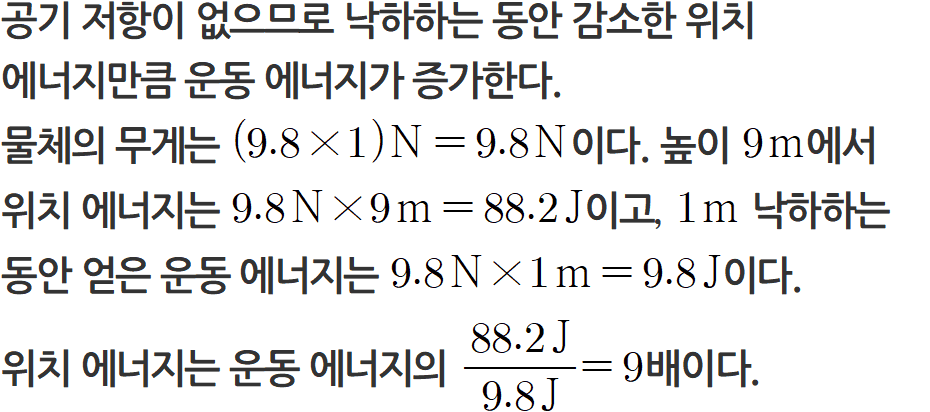 공기 저항이 없으므로 낙하하는 동안 감소한 위치
에너지만큼 운동 에너지가 증가한다.
물체의 무게는 (9.8×1)N=9.8N이다. 높이 9m에서
위치 에너지는 9.8N×9m=88.2J이고, 1m 낙하하는
동안 얻은 운동 에너지는 9.8N×1m=9.8J이다.
위치 에너지는 운동 에너지의 88.2J/9.8J=9배이다.